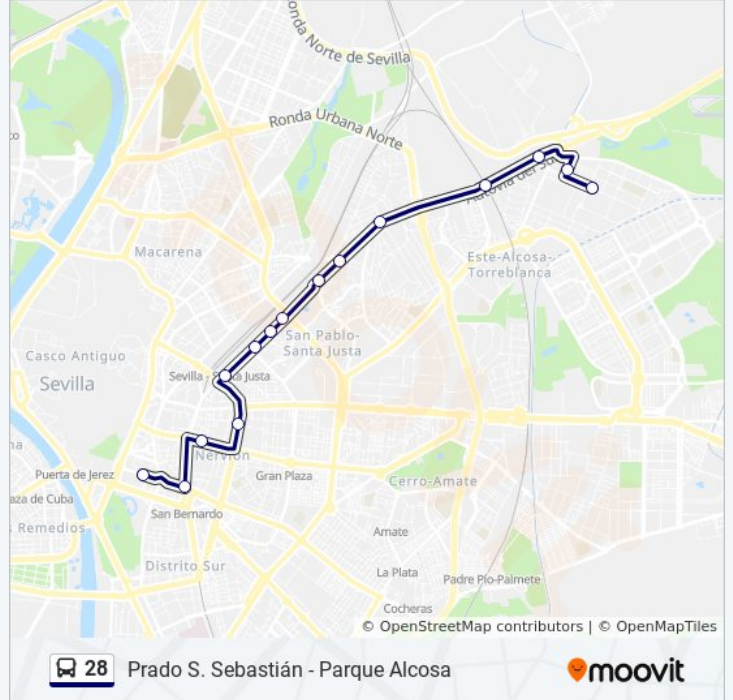 Ronda Norte de Sevilla
Ronda Urbana Norte
Autovía del Su
Macarena
Este-Alcosa-
Torreblanca
San Pablo-
Santa Justa
Casco Antiguo
Sevilla
Sevilla - Santa Justa
Nervión
Puerta de Jerez
Gran Plaza
Cerro-Amate
aza de Cuba
San Bernardo
Remedios
Amate
Distrito Sur
La Plata
Padre Pío-Palmete
Cocheras
© OpenStreetMap contributors | © OpenMapTiles
28 Prado S. Sebastián - Parque Alcosa
moovit